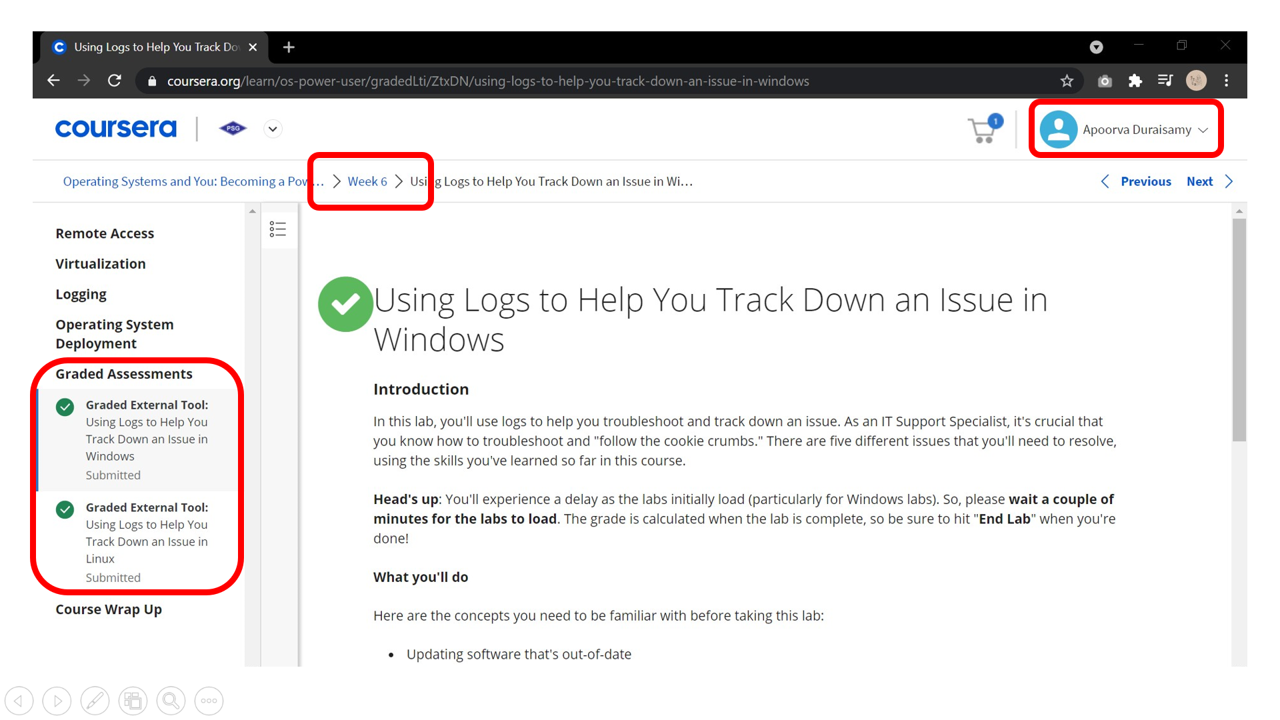 Using Logs to Help You Track Do
coursera.org/learn/os-power-user/gradedLti/ZtxDN/using-logs-to-help-you-track-down-an-issue-in-windows
coursera
PSG
1
Apoorva Duraisamy
Operating Systems and You: Becoming a Pow… > Week 6 > Using Logs to Help You Track Down an Issue in Wi…
Previous Next
Remote Access
Virtualization
Logging
Operating System
Deployment
Graded Assessments
Graded External Tool:
Using Logs to Help You
Track Down an Issue in
Windows
Submitted
Graded External Tool:
Using Logs to Help You
Track Down an Issue in
Linux
Submitted
Course Wrap Up
Using Logs to Help You Track Down an Issue in
Windows
Introduction
In this lab, you'll use logs to help you troubleshoot and track down an issue. As an IT Support Specialist, it's crucial that
you know how to troubleshoot and "follow the cookie crumbs." There are five different issues that you'll need to resolve,
using the skills you've learned so far in this course.
Head's up: You'll experience a delay as the labs initially load (particularly for Windows labs). So, please wait a couple of
minutes for the labs to load. The grade is calculated when the lab is complete, so be sure to hit "End Lab" when you're
done!
What you'll do
Here are the concepts you need to be familiar with before taking this lab:
• Updating software that's out-of-date